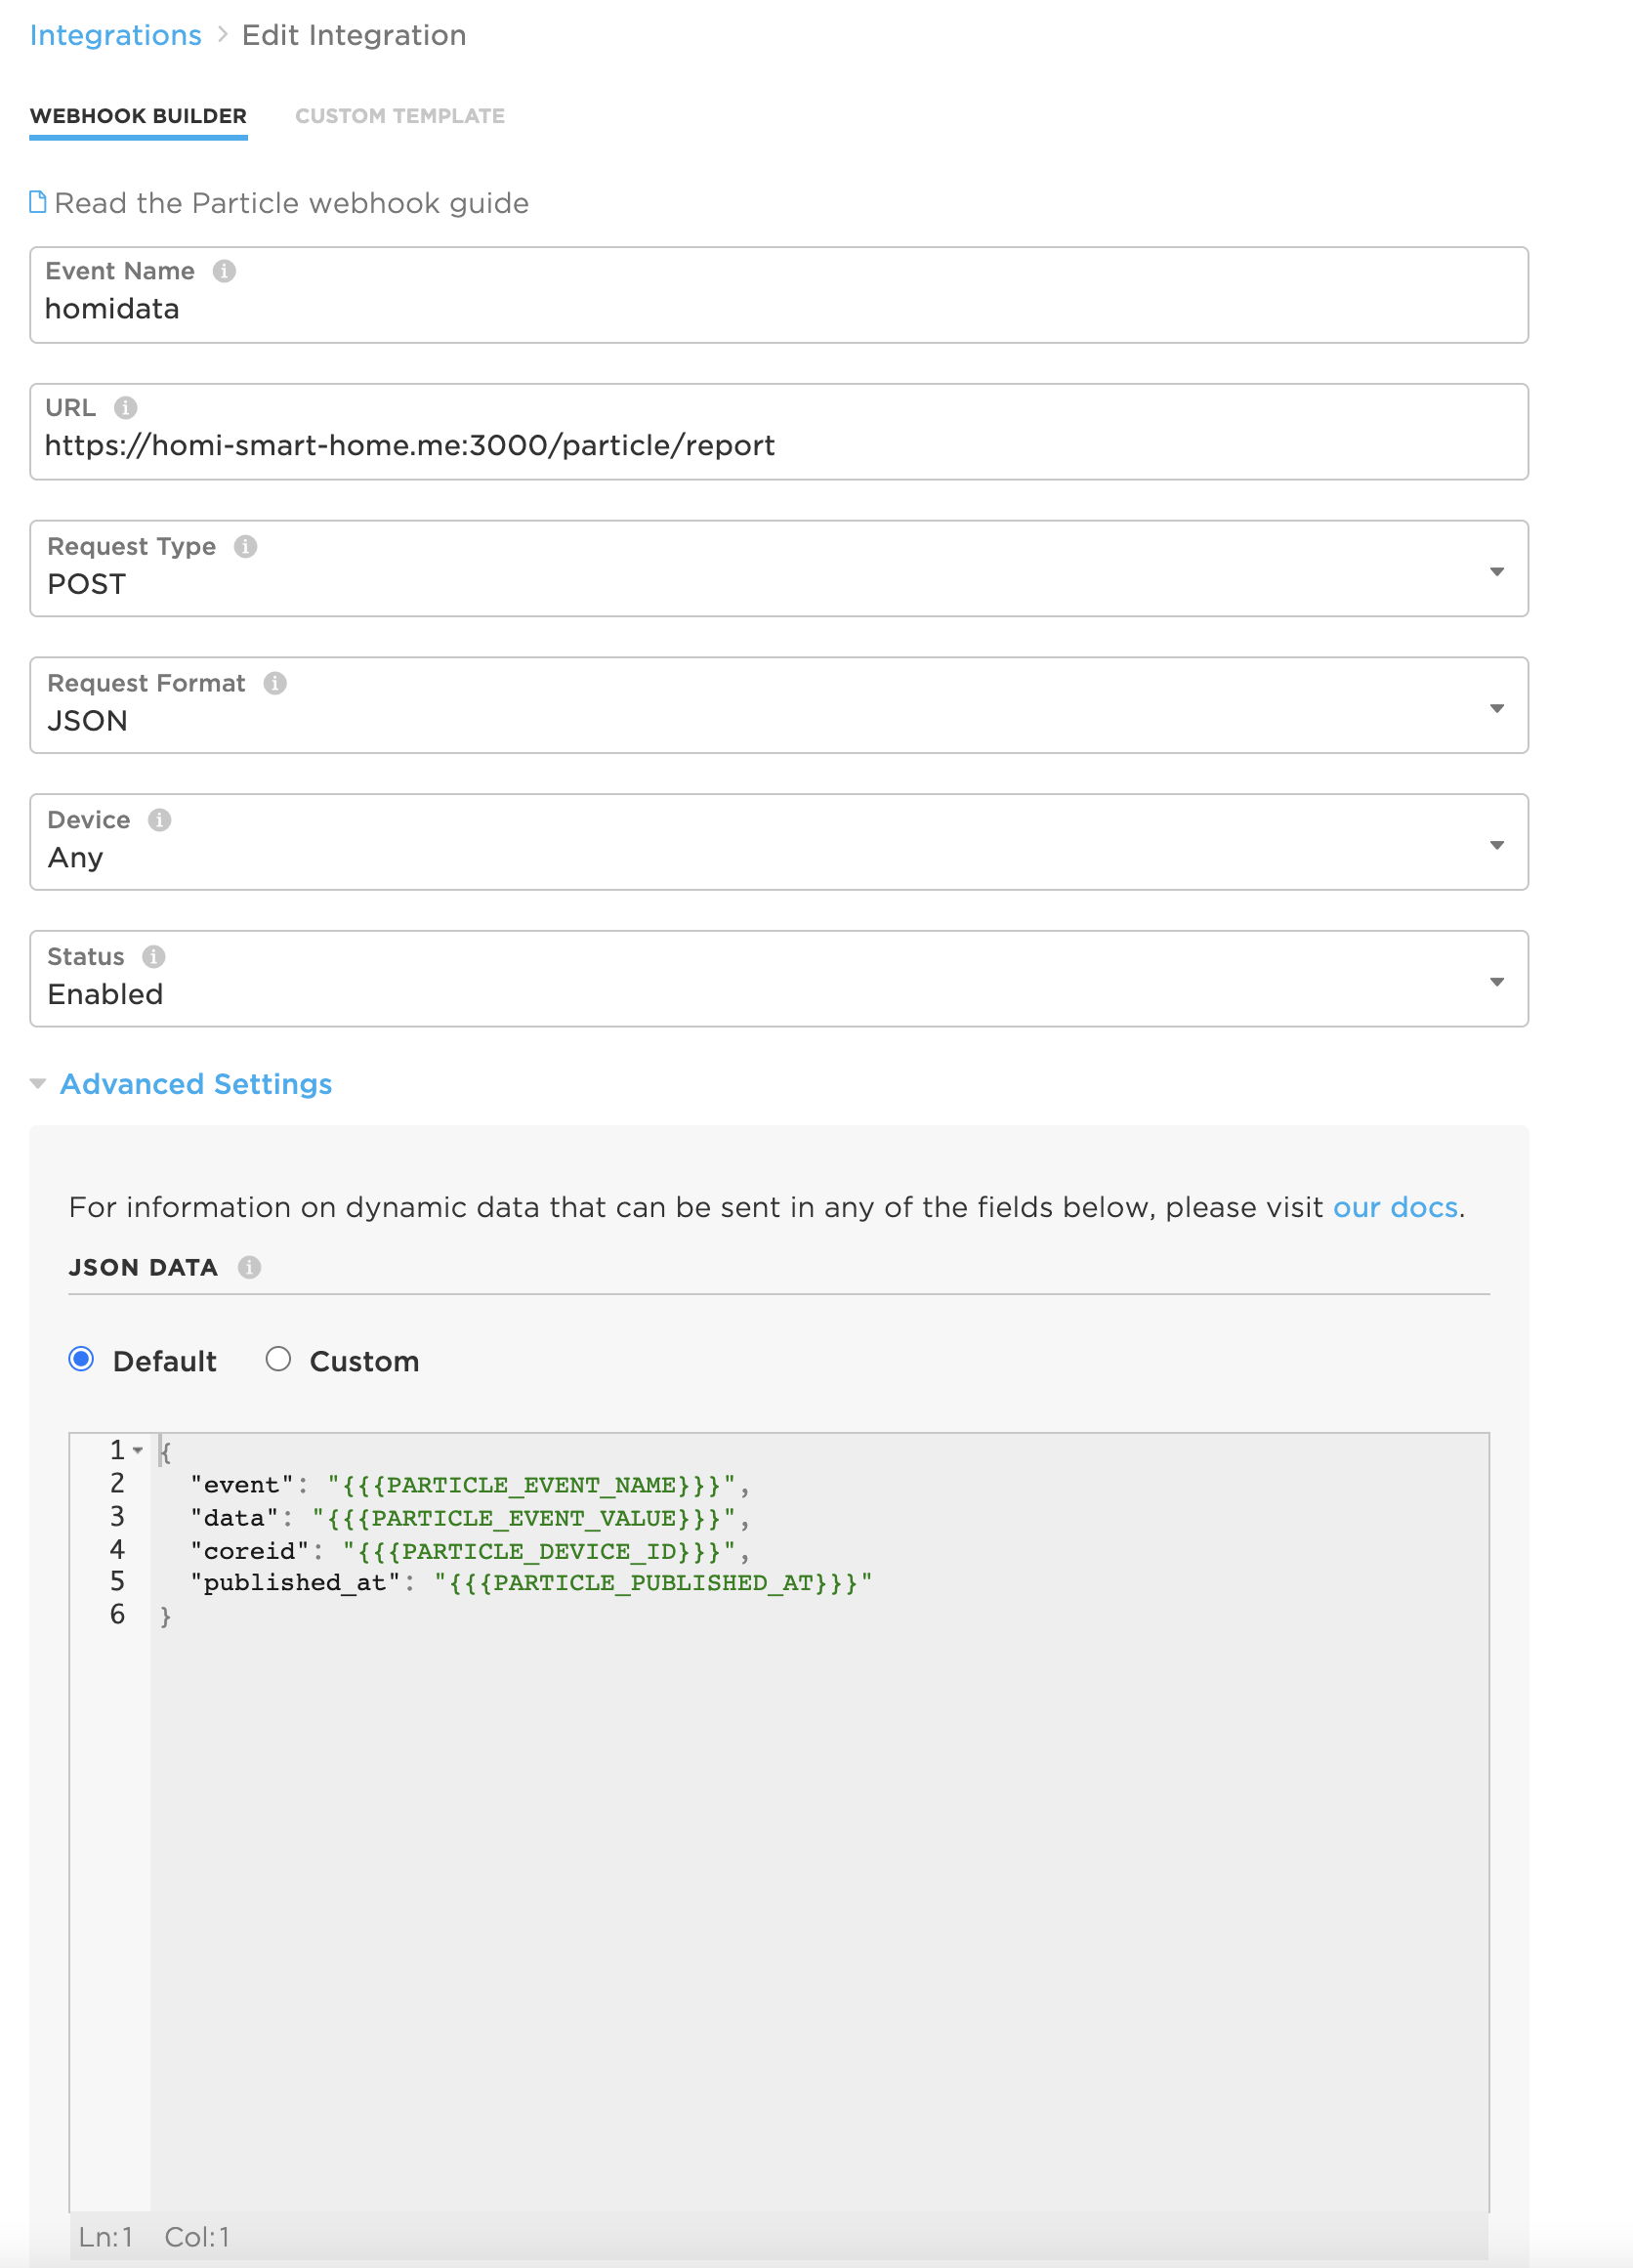 Integrations > Edit Integration
WEBHOOK BUILDER CUSTOM TEMPLATE
Read the Particle webhook guide
Event Name
homidata
URL
https://homi-smart-home.me:3000/particle/report
Request Type
POST
Request Format
JSON
Device
Any
Status
Enabled
Advanced Settings
For information on dynamic data that can be sent in any of the fields below, please visit our docs.
JSON DATA
Default Custom
1 {
2 "event": "{{{PARTICLE_EVENT_NAME}}}",
3 "data": "{{{PARTICLE_EVENT_VALUE}}}",
4 "coreid": "{{{PARTICLE_DEVICE_ID}}}",
5 "published_at": "{{{PARTICLE_PUBLISHED_AT}}}"
6 }
Ln:1 Col:1